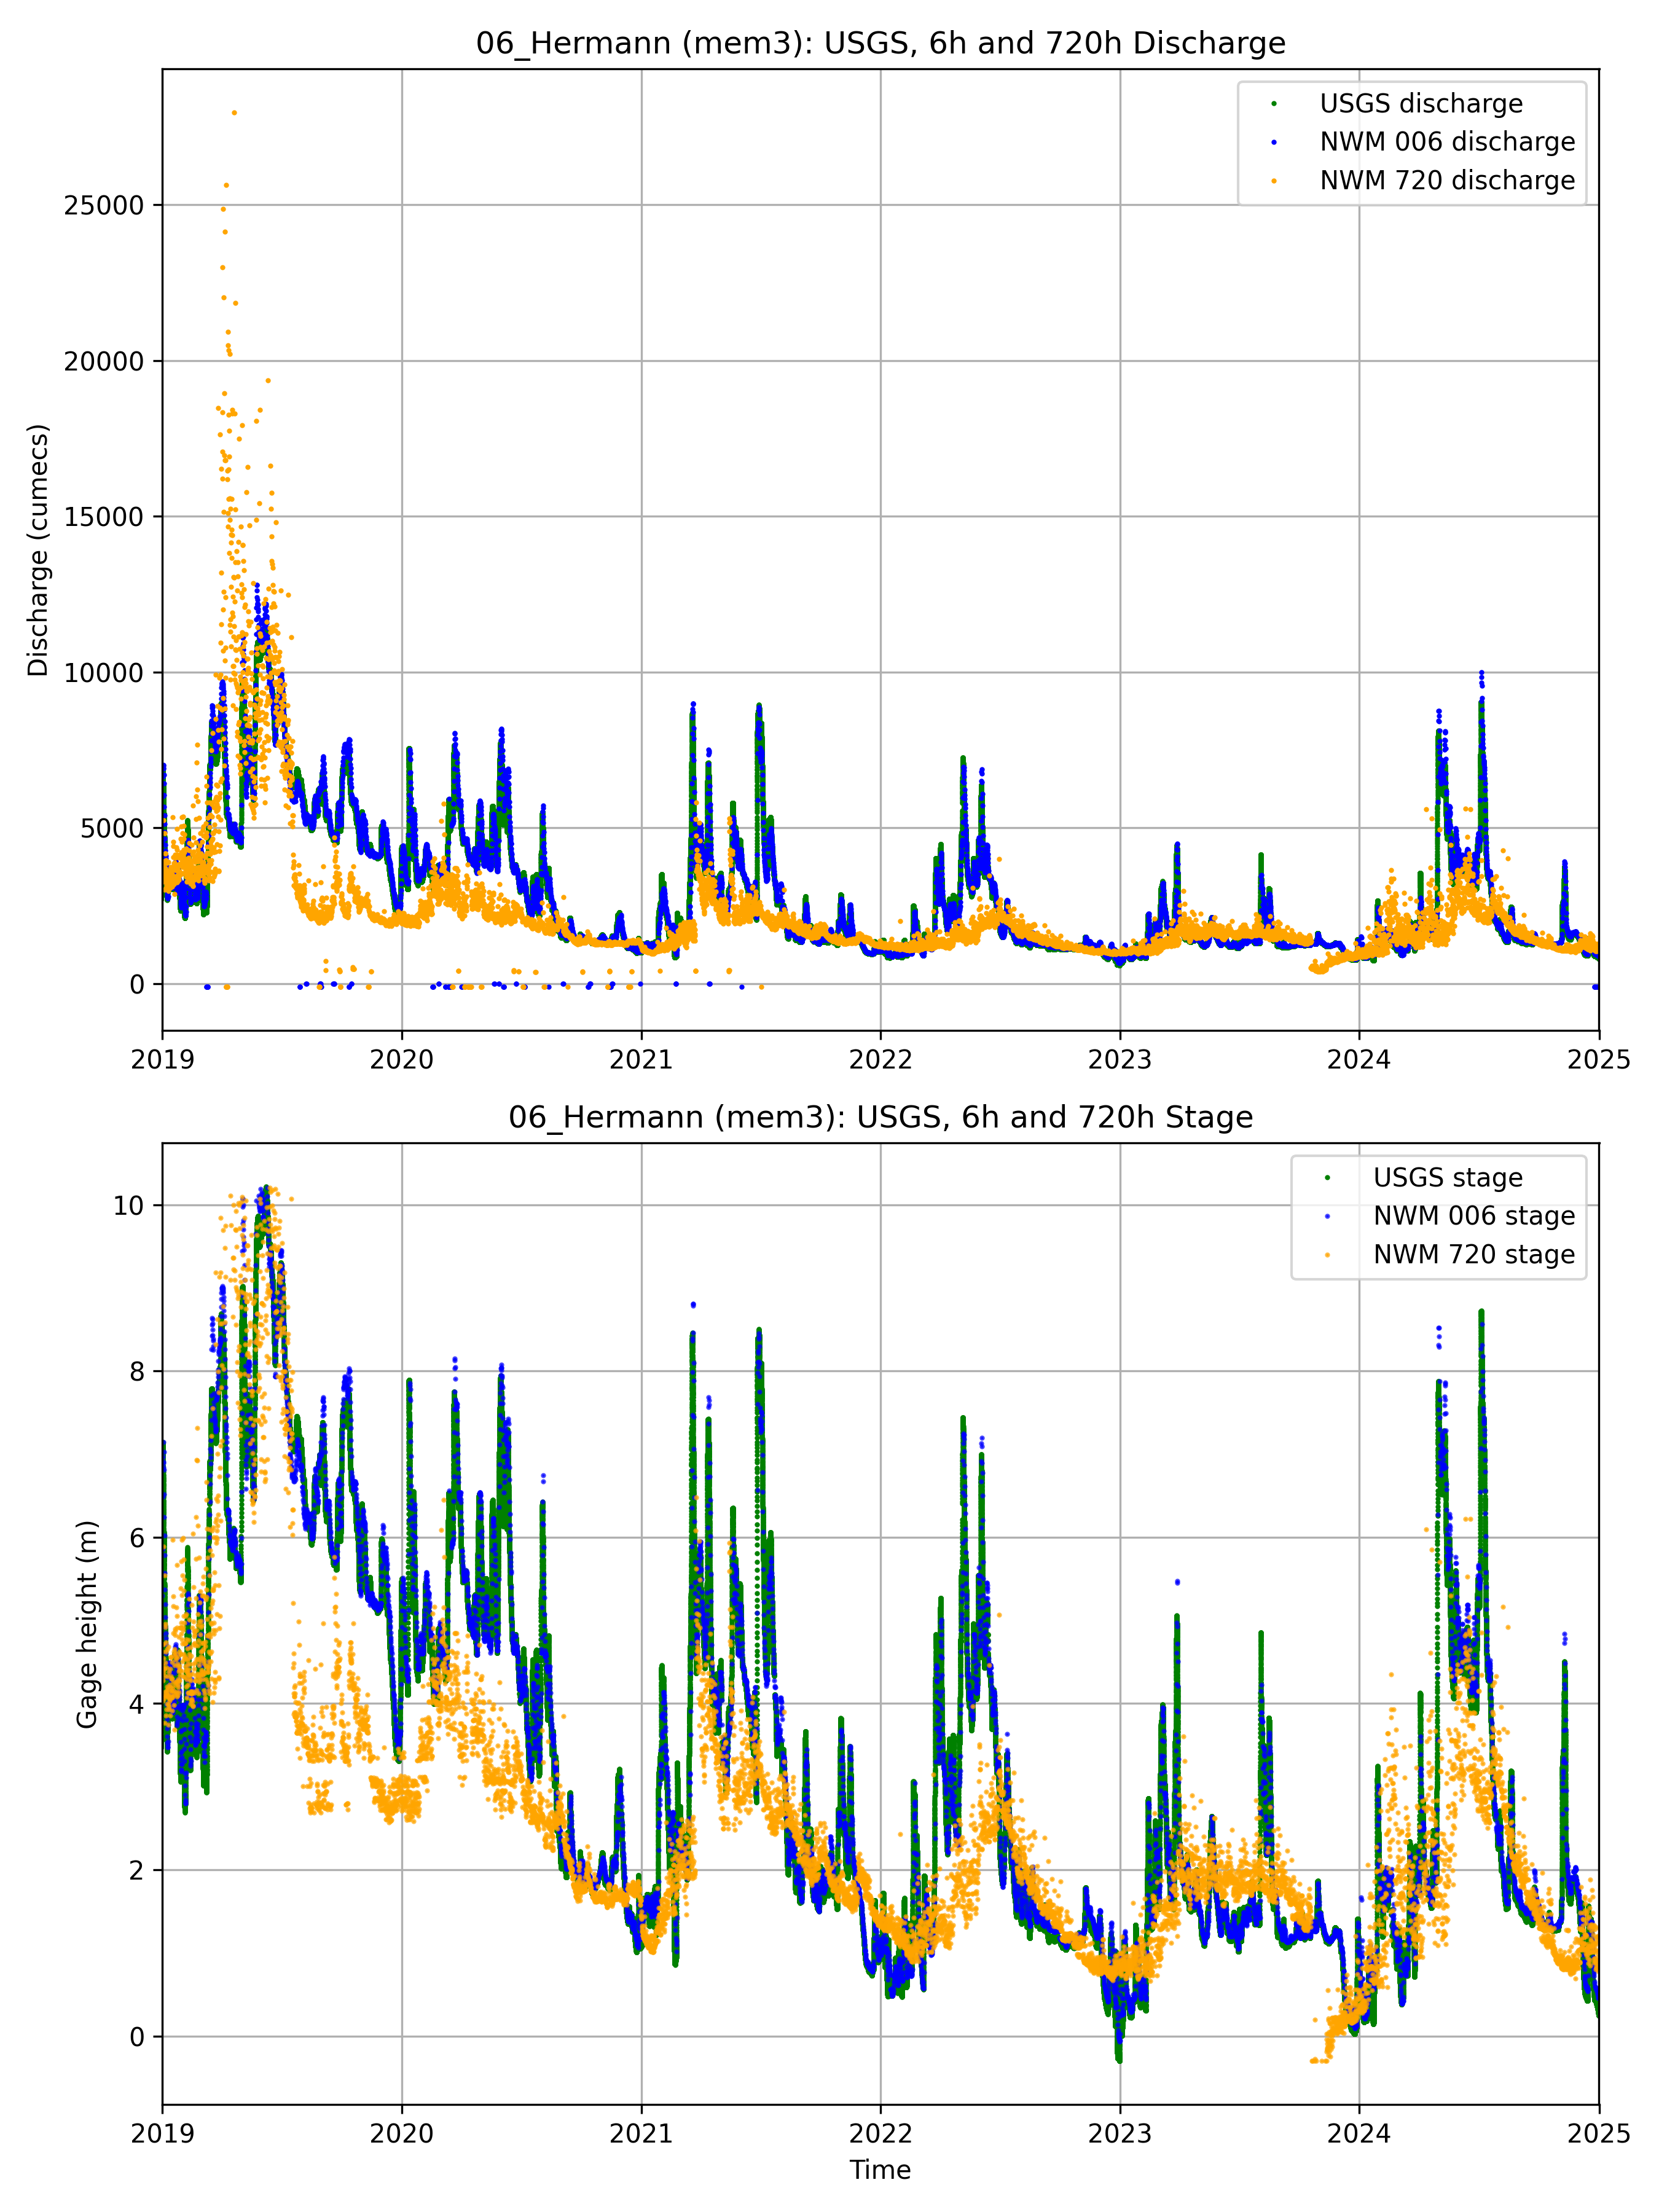 06_Hermann (mem3): USGS, 6h and 720h Discharge
USGS discharge
NWM 006 discharge
NWM 720 discharge
Discharge (cumecs)
25000
20000
15000
10000
5000
0
2019 2020 2021 2022 2023 2024 2025
06_Hermann (mem3): USGS, 6h and 720h Stage
USGS stage
NWM 006 stage
NWM 720 stage
Gage height (m)
10
8
6
4
2
0
2019 2020 2021 2022 2023 2024 2025
Time